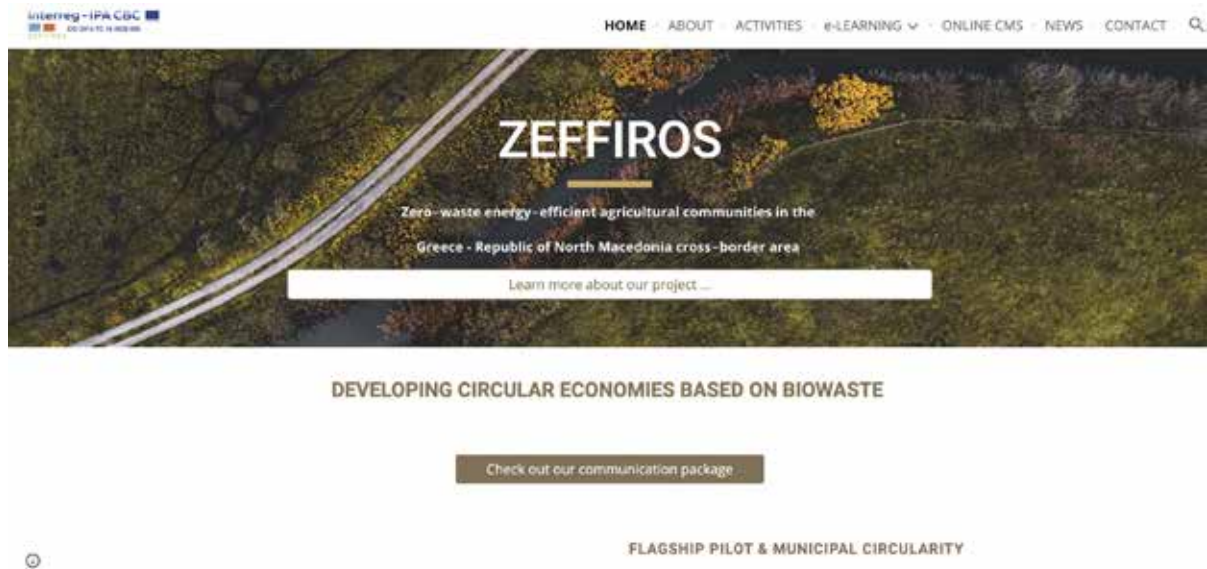 Interreg - IPA CBC
HOME ABOUT ACTIVITIES e-LEARNING ONLINE CMS NEWS CONTACT
ZEFFIROS
Zero-waste energy-efficient agricultural communities in the
Greece - Republic of North Macedonia cross-border area
Learn more about our project ...
DEVELOPING CIRCULAR ECONOMIES BASED ON BIOWASTE
Check out our communication package
FLAGSHIP PILOT & MUNICIPAL CIRCULARITY